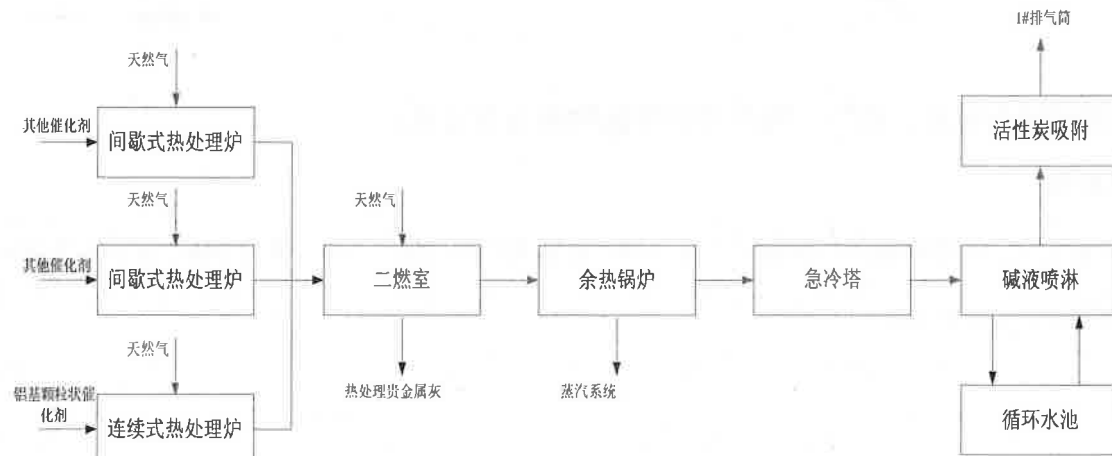 1#排气筒
天然气
其他催化剂
间歇式热处理炉
活性炭吸附
天然气
天然气
其他催化剂
间歇式热处理炉
二燃室
余热锅炉
急冷塔
碱液喷淋
天然气
热处理贵金属灰
蒸汽系统
铝基颗粒状催
化剂
连续式热处理炉
循环水池